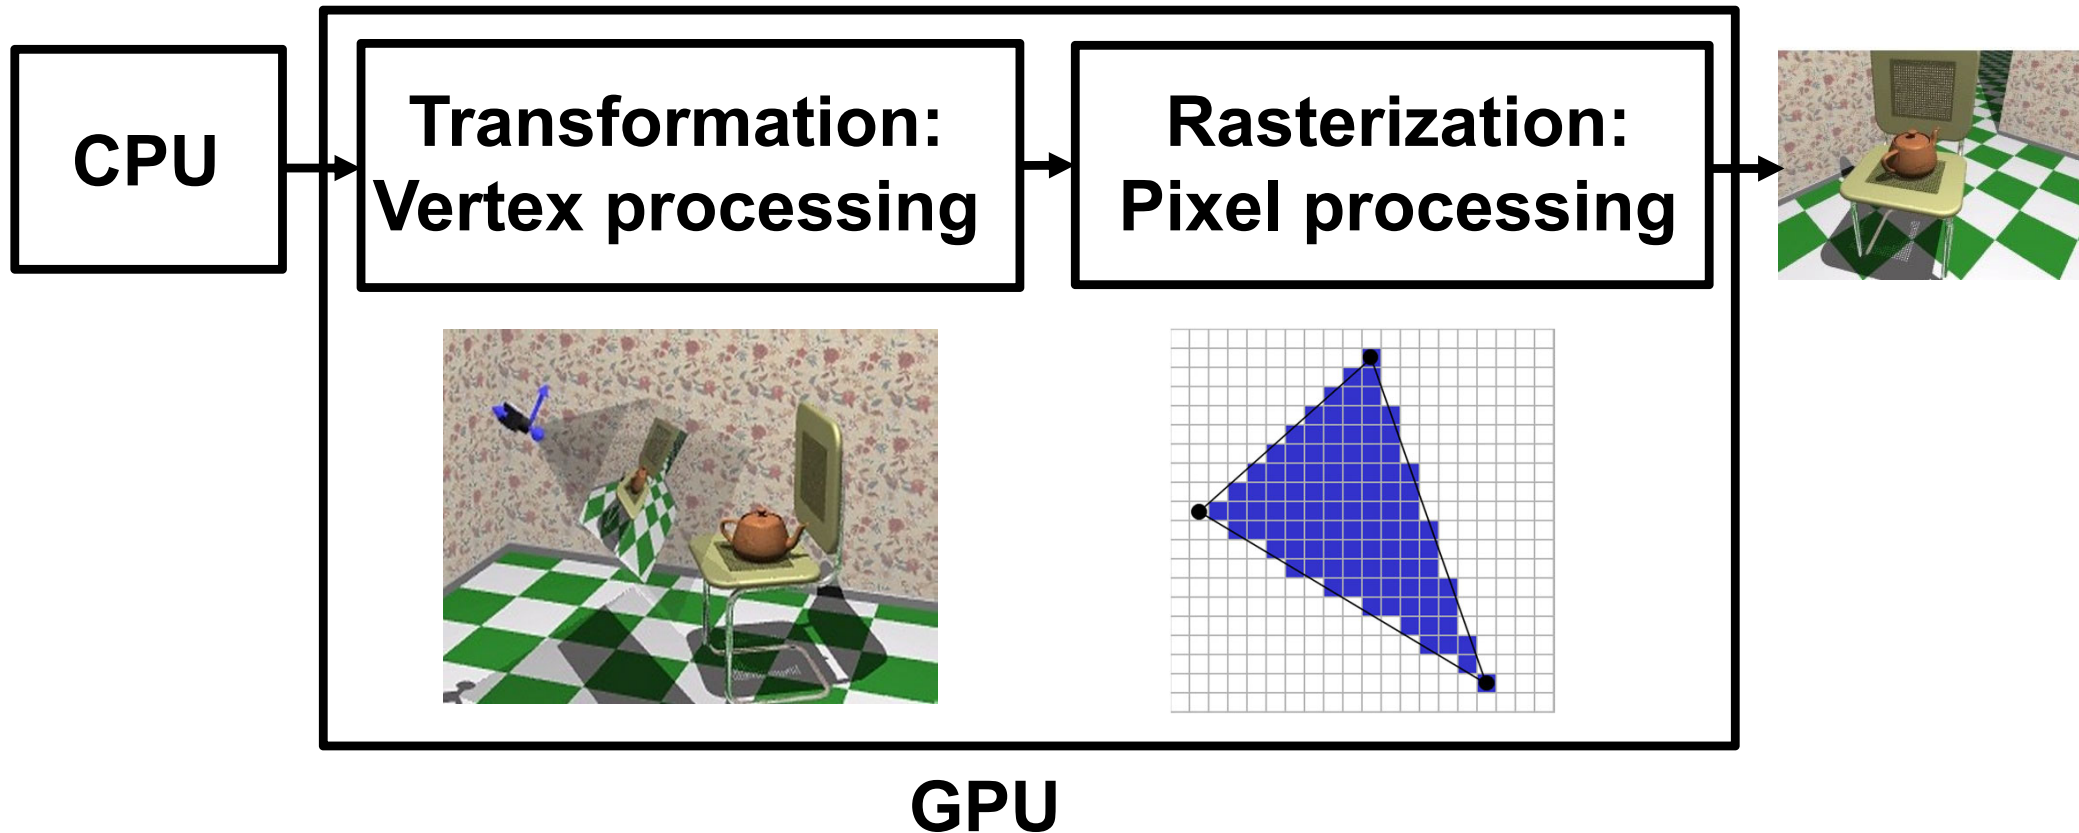 CPU
Transformation:
Vertex processing
Rasterization:
Pixel processing
GPU